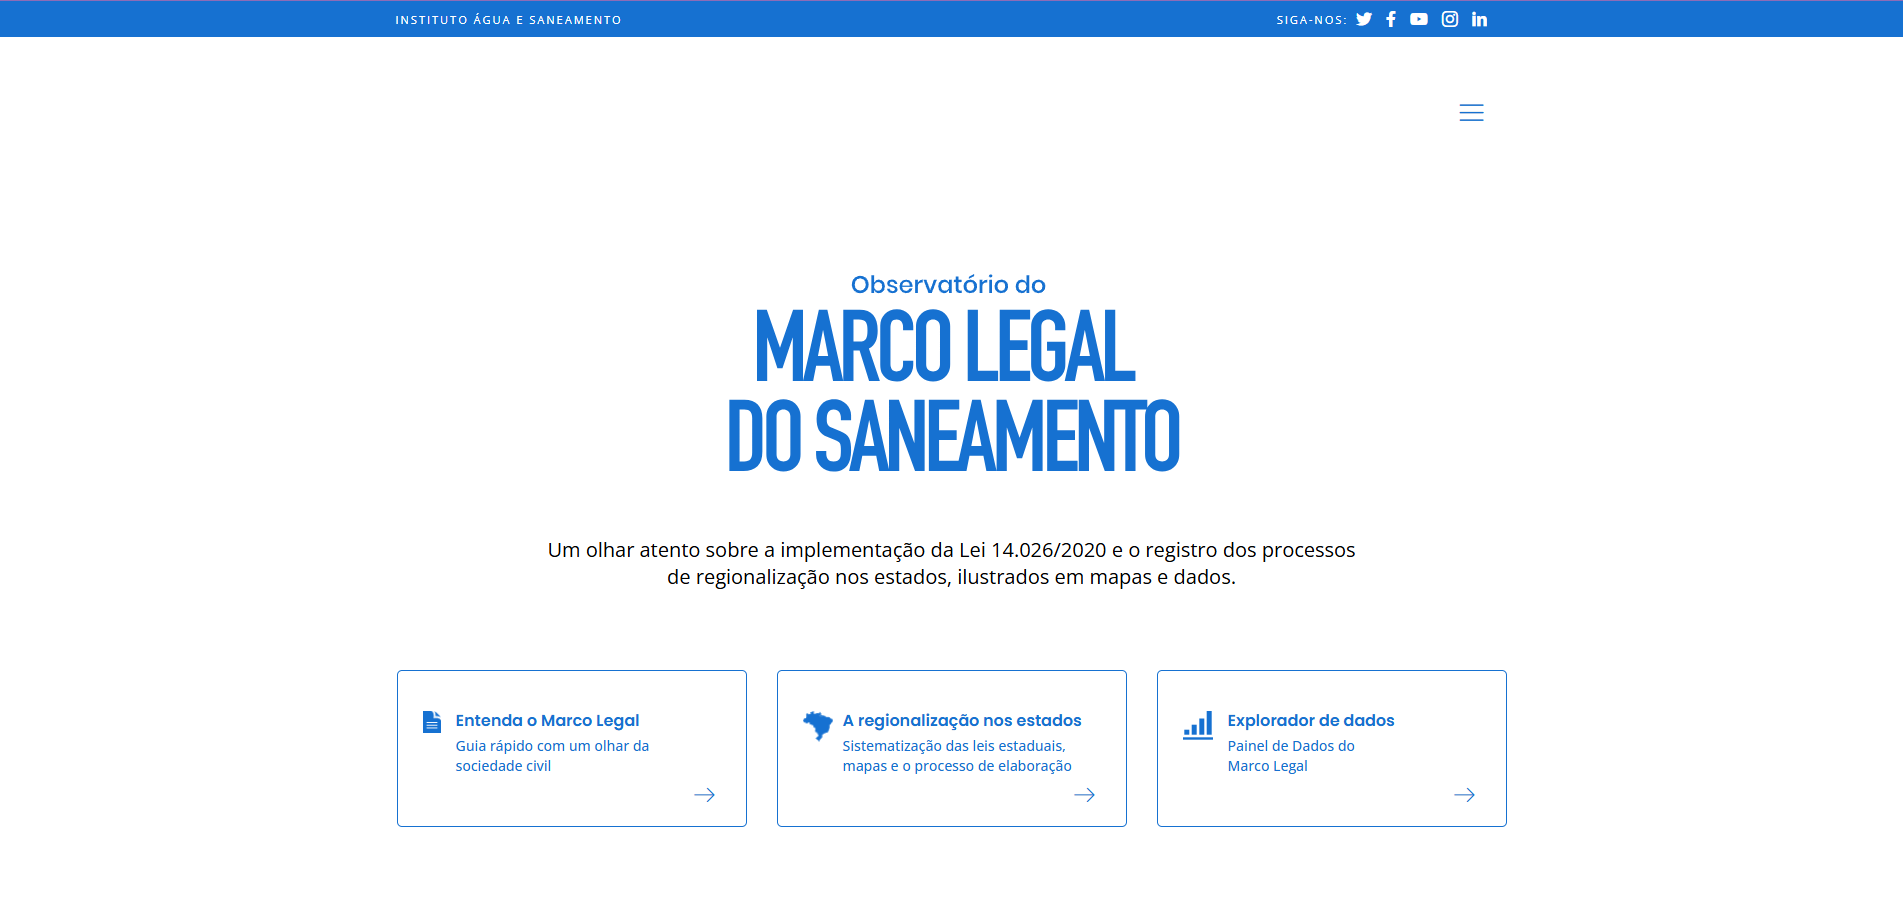 INSTITUTO ÁGUA E SANEAMENTO
SIGA-NOS:
Observatório do
MARCO LEGAL
DO SANEAMENTO
Um olhar atento sobre a implementação da Lei 14.026/2020 e o registro dos processos
de regionalização nos estados, ilustrados em mapas e dados.
Entenda o Marco Legal
Guia rápido com um olhar da
sociedade civil
A regionalização nos estados
Sistematização das leis estaduais,
mapas e o processo de elaboração
Explorador de dados
Painel de Dados do
Marco Legal